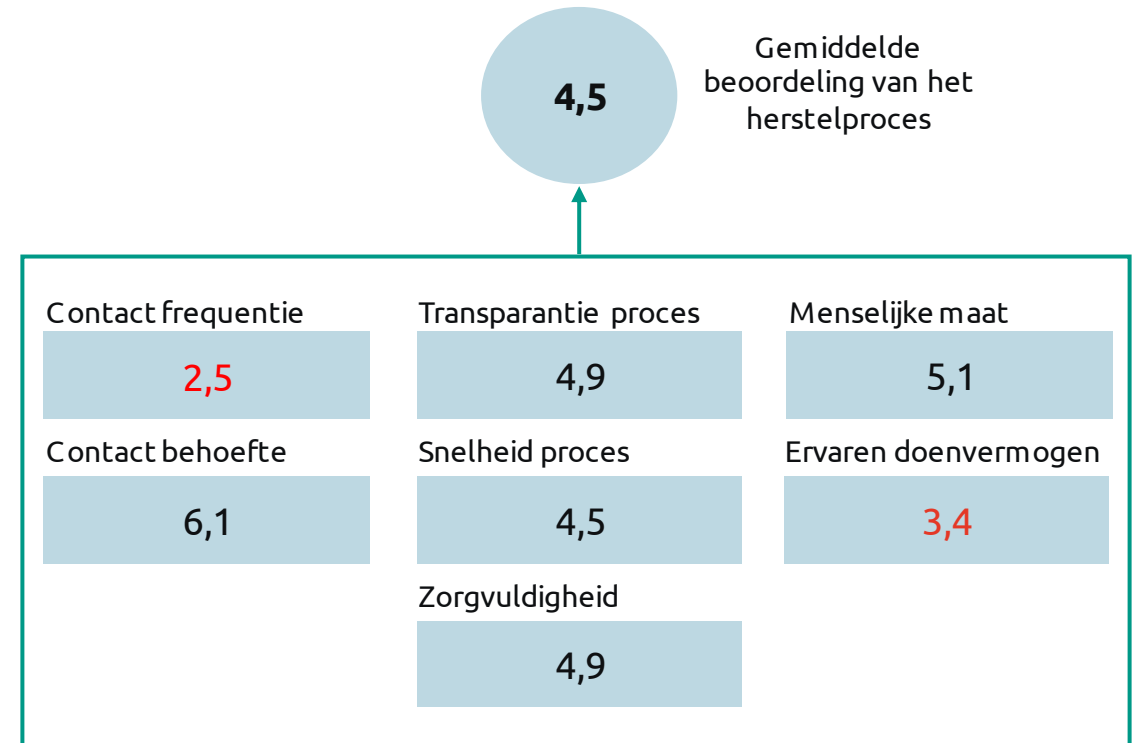 4,5
Gemiddelde
beoordeling van het
herstelproces
Contact frequentie
2,5
Transparantie proces
4,9
Menselijke maat
5,1
Contact behoefte
6,1
Snelheid proces
4,5
Ervaren doenvermogen
3,4
Zorgvuldigheid
4,9